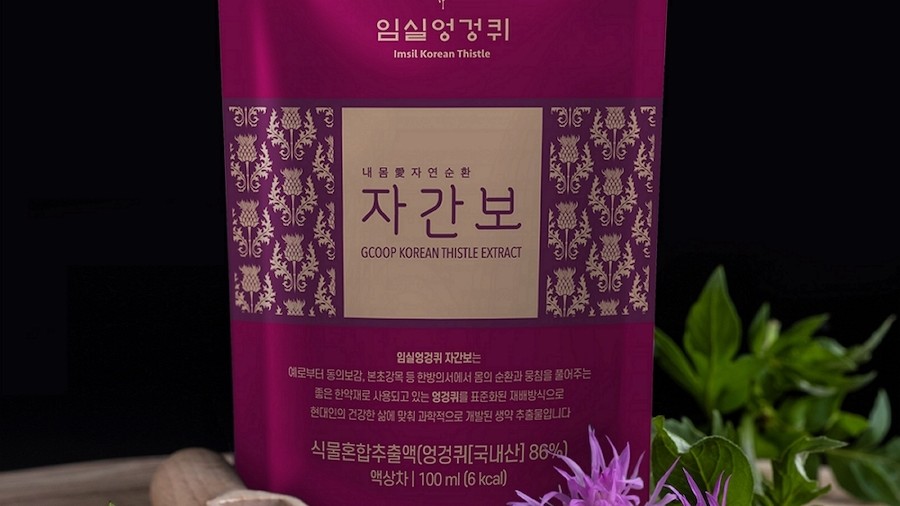 임실엉겅퀴
Imsil Korean Thistle
내몸愛자연순환
자간보
GCOOP KOREAN THISTLE EXTRACT
임실엉겅퀴 자간보는
예로부터 동의보감, 본초강목 등 한방의서에서 몸의 순환과 뭉침을 풀어주는
좋은 한약재로 사용되고 있는 엉겅퀴를 표준화된 재배방식으로
현대인의 건강한 삶에 맞춰 과학적으로 개발된 생약 추출물입니다
식물혼합추출액(엉겅퀴[국내산] 86%)
액상차 | 100 ml (6 kcal)